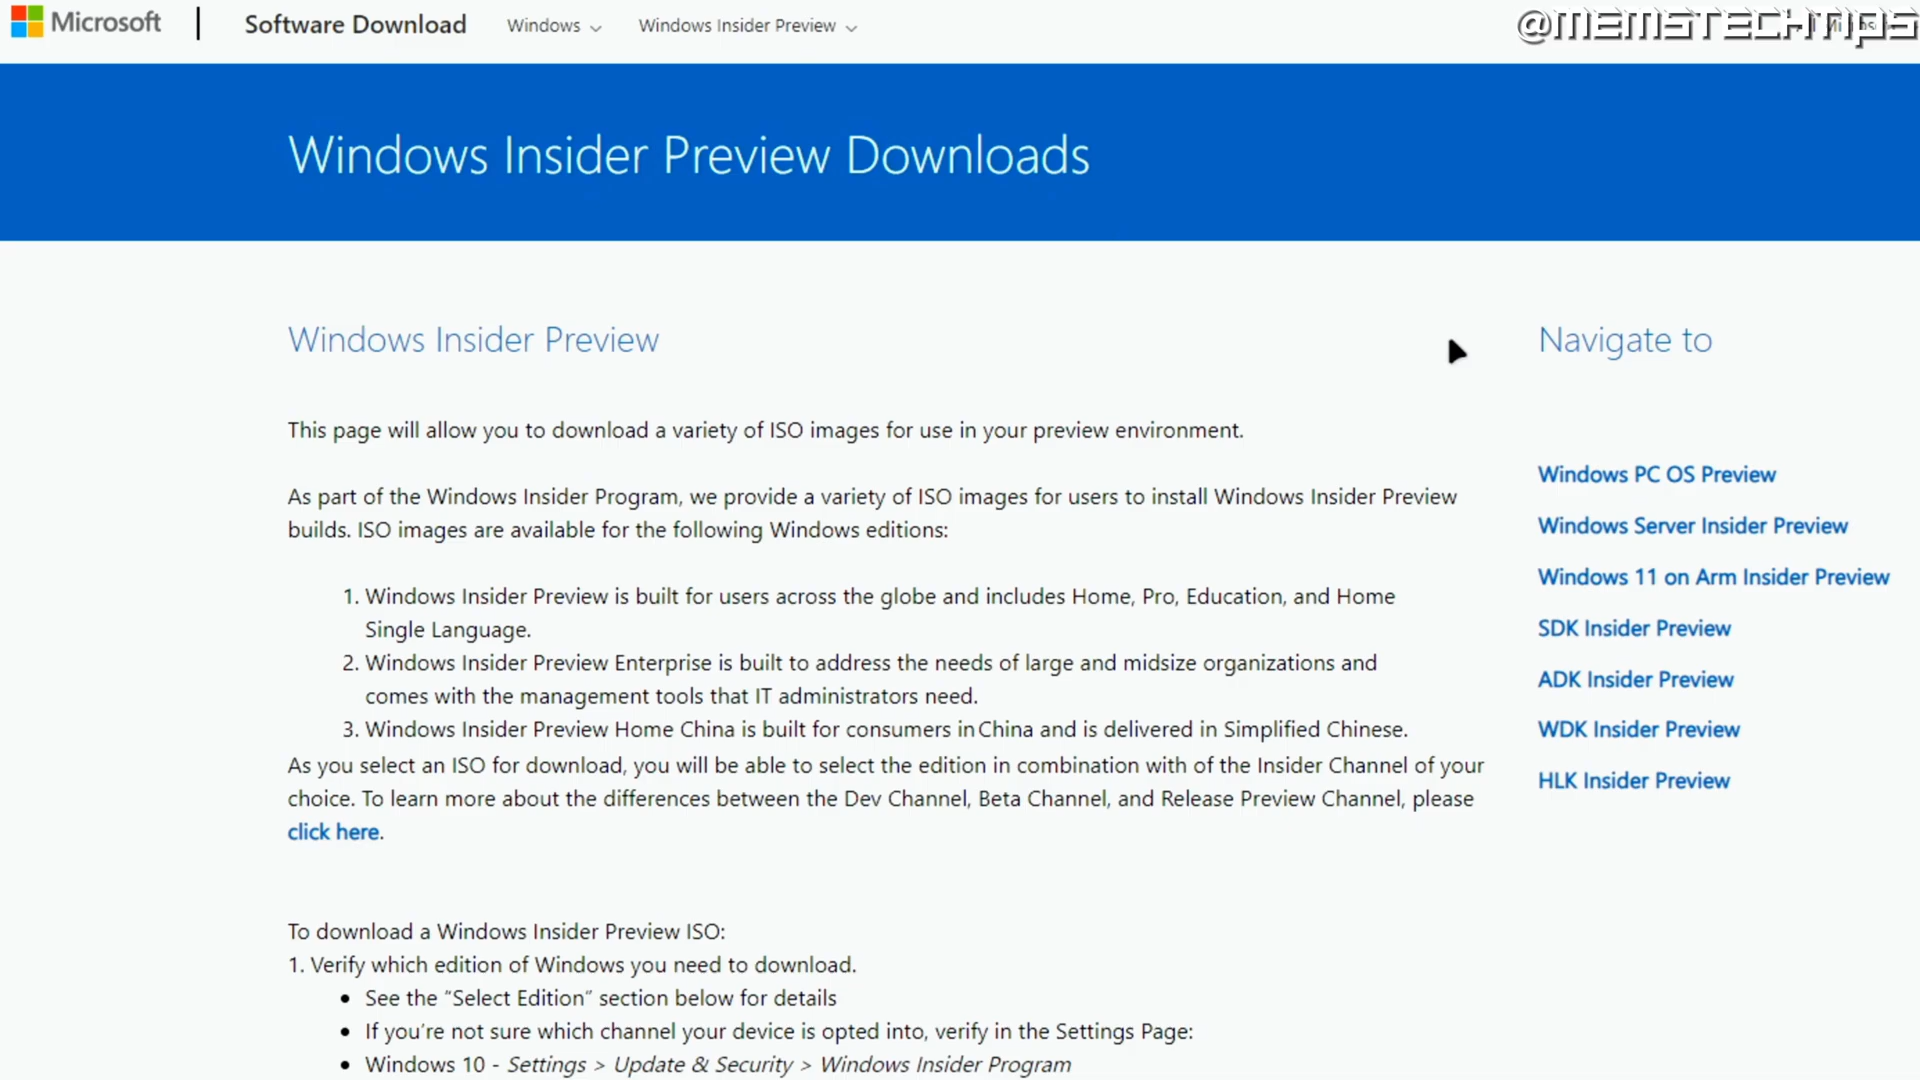 Microsoft
Software Download
Windows
Windows Insider Preview
@MEMSTECHTIPS
Windows Insider Preview Downloads
Windows Insider Preview
This page will allow you to download a variety of ISO images for use in your preview environment.
As part of the Windows Insider Program, we provide a variety of ISO images for users to install Windows Insider Preview
builds. ISO images are available for the following Windows editions:
1. Windows Insider Preview is built for users across the globe and includes Home, Pro, Education, and Home
Single Language.
2. Windows Insider Preview Enterprise is built to address the needs of large and midsize organizations and
comes with the management tools that IT administrators need.
3. Windows Insider Preview Home China is built for consumers in China and is delivered in Simplified Chinese.
As you select an ISO for download, you will be able to select the edition in combination with of the Insider Channel of your
choice. To learn more about the differences between the Dev Channel, Beta Channel, and Release Preview Channel, please
click here.
To download a Windows Insider Preview ISO:
1. Verify which edition of Windows you need to download.
• See the “Select Edition” section below for details
• If you’re not sure which channel your device is opted into, verify in the Settings Page:
• Windows 10 - Settings > Update & Security > Windows Insider Program
Navigate to
Windows PC OS Preview
Windows Server Insider Preview
Windows 11 on Arm Insider Preview
SDK Insider Preview
ADK Insider Preview
WDK Insider Preview
HLK Insider Preview